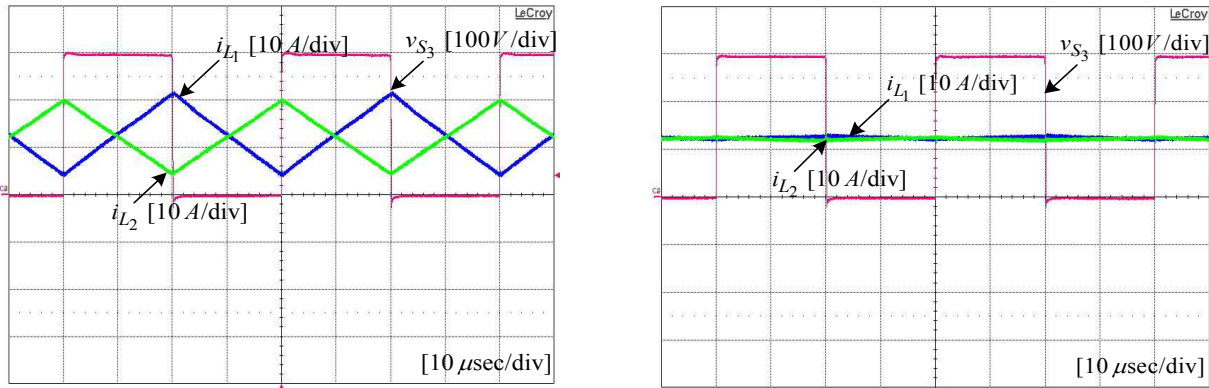 LeCroy
i_{L_1} [10 A/div]
v_{S_3} [100V/div]
i_{L_2} [10 A/div]
[10 μsec/div]
LeCroy
v_{S_3} [100V/div]
i_{L_1} [10 A/div]
i_{L_2} [10 A/div]
[10 μsec/div]